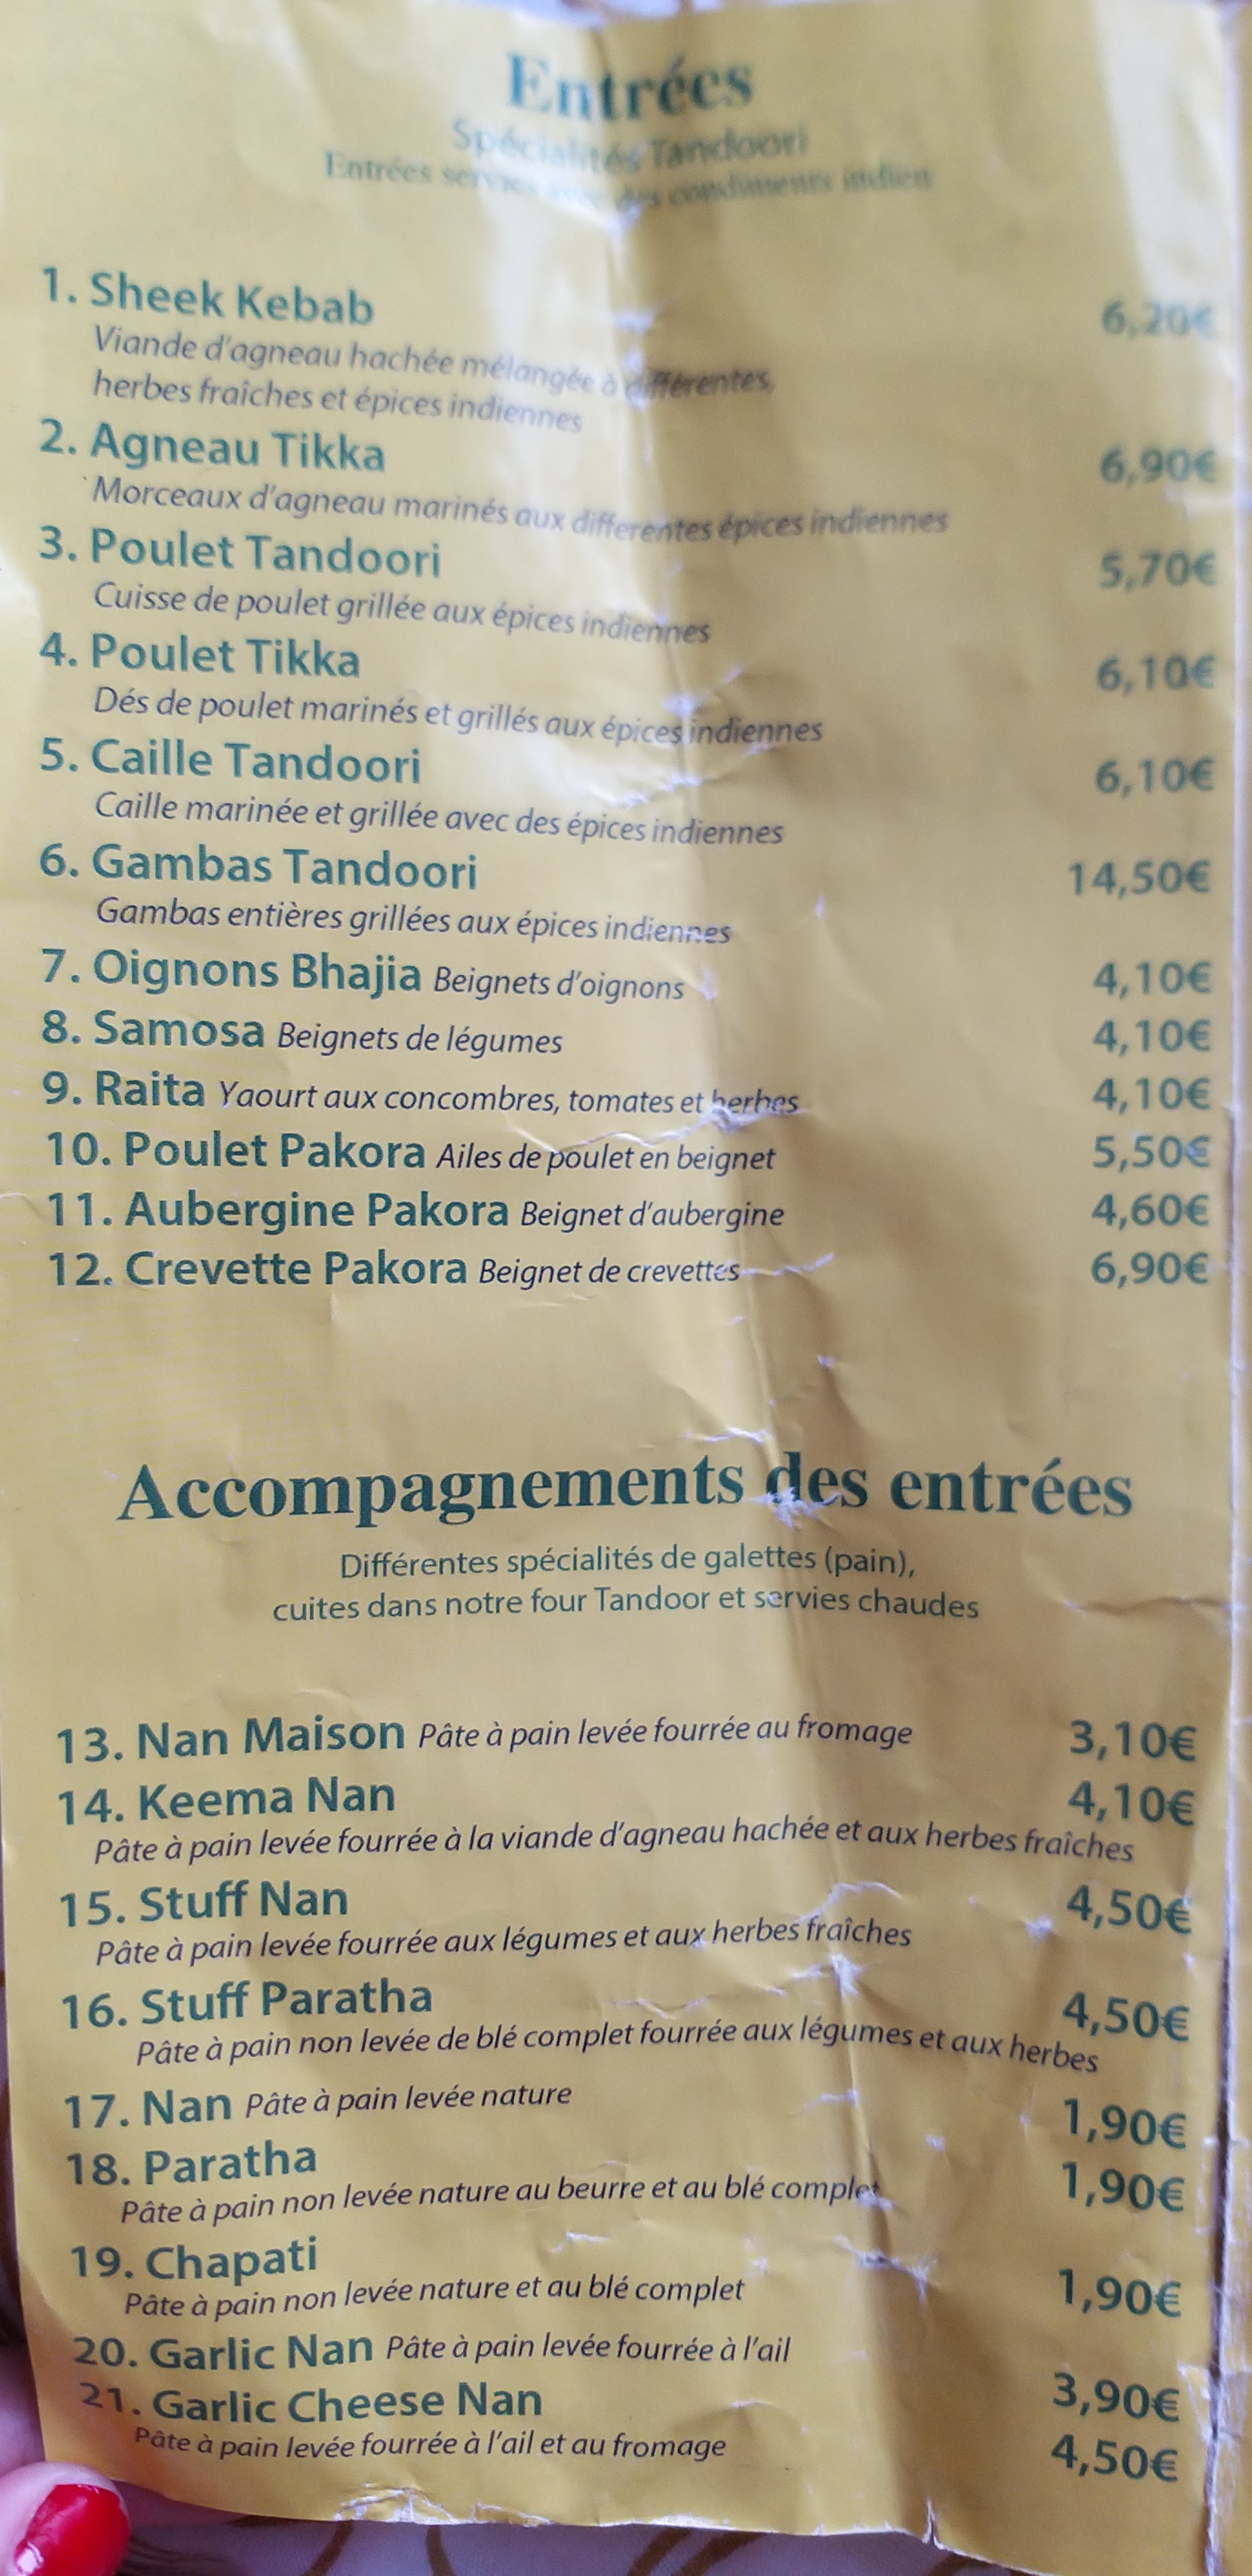 Entrées
Spécialités Tandoori
Entrées servies avec des condiments indien
1. Sheek Kebab 6,20€
Viande d'agneau hachée mélangée à différentes,
herbes fraîches et épices indiennes
2. Agneau Tikka 6,90€
Morceaux d'agneau marinés aux differentes épices indiennes
3. Poulet Tandoori 5,70€
Cuisse de poulet grillée aux épices indiennes
4. Poulet Tikka 6,10€
Dés de poulet marinés et grillés aux épices indiennes
5. Caille Tandoori 6,10€
Caille marinée et grillée avec des épices indiennes
6. Gambas Tandoori 14,50€
Gambas entières grillées aux épices indiennes
7. Oignons Bhajia Beignets d'oignons 4,10€
8. Samosa Beignets de légumes 4,10€
9. Raita Yaourt aux concombres, tomates et herbes 4,10€
10. Poulet Pakora Ailes de poulet en beignet 5,50€
11. Aubergine Pakora Beignet d'aubergine 4,60€
12. Crevette Pakora Beignet de crevettes 6,90€
Accompagnements des entrées
Différentes spécialités de galettes (pain),
cuites dans notre four Tandoor et servies chaudes
13. Nan Maison Pâte à pain levée fourrée au fromage 3,10€
14. Keema Nan 4,10€
Pâte à pain levée fourrée à la viande d'agneau hachée et aux herbes fraîches
15. Stuff Nan 4,50€
Pâte à pain levée fourrée aux légumes et aux herbes fraîches
16. Stuff Paratha 4,50€
Pâte à pain non levée de blé complet fourrée aux légumes et aux herbes
17. Nan Pâte à pain levée nature 1,90€
18. Paratha 1,90€
Pâte à pain non levée nature au beurre et au blé complet
19. Chapati 1,90€
Pâte à pain non levée nature et au blé complet
20. Garlic Nan Pâte à pain levée fourrée à l'ail 3,90€
21. Garlic Cheese Nan 4,50€
Pâte à pain levée fourrée à l'ail et au fromage